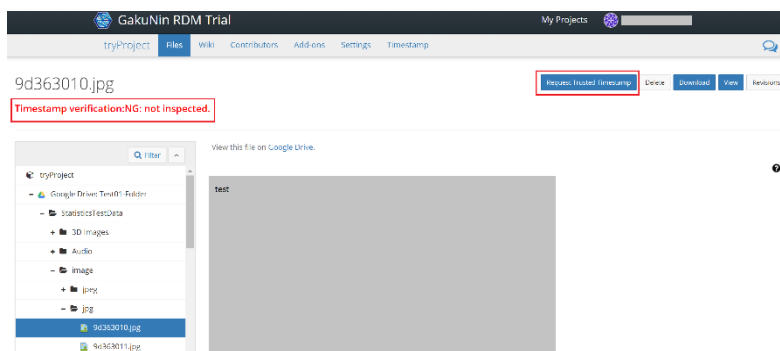 GakuNin RDM Trial
My Projects
tryProject Files Wiki Contributors Add-ons Settings Timestamp
9d363010.jpg
Request Trusted Timestamp Delete Download View Revisions
Timestamp verification:NG: not inspected.
Filter
View this file on Google Drive.
tryProject
Google Drive: Test01-Folder
StatisticsTestData
3D Images
Audio
image
jpeg
jpg
9d363010.jpg
9d363011.jpg
test